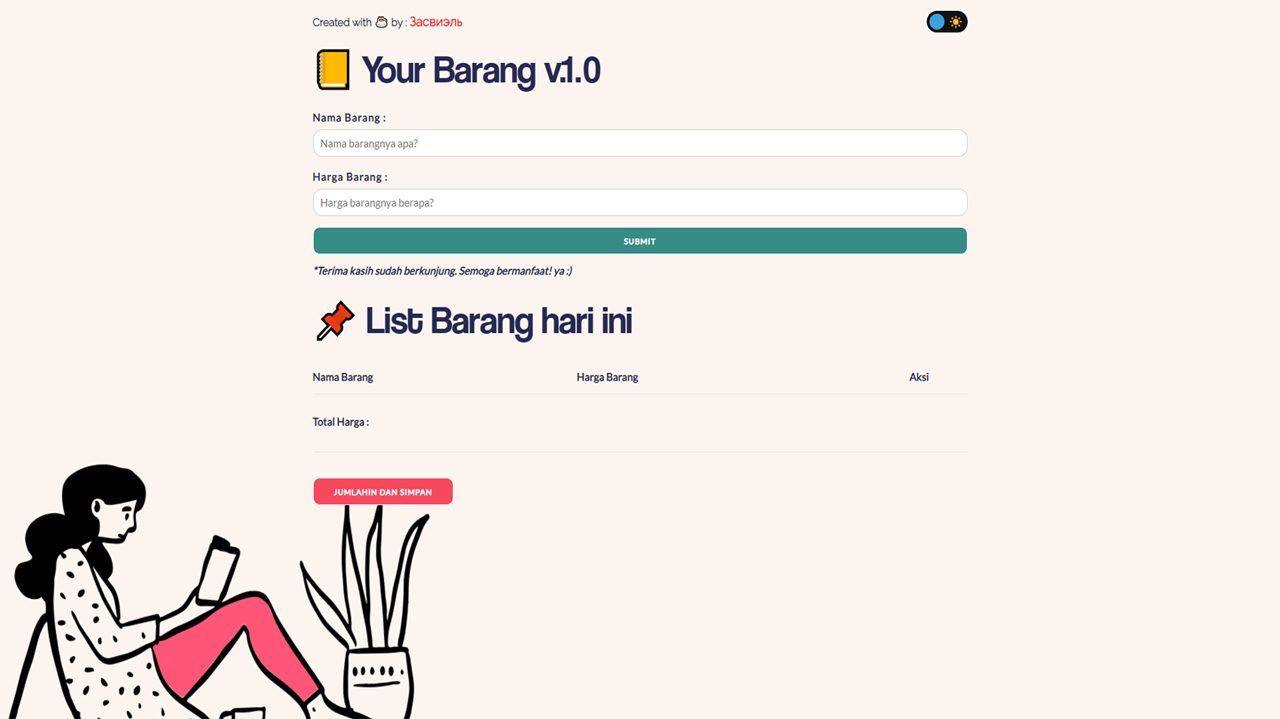 Created with by : Засвиэль
Your Barang v.1.0
Nama Barang :
Nama barangnya apa?
Harga Barang :
Harga barangnya berapa?
SUBMIT
*Terima kasih sudah berkunjung. Semoga bermanfaat! ya :)
List Barang hari ini
Nama Barang Harga Barang Aksi
Total Harga :
JUMLAHIN DAN SIMPAN